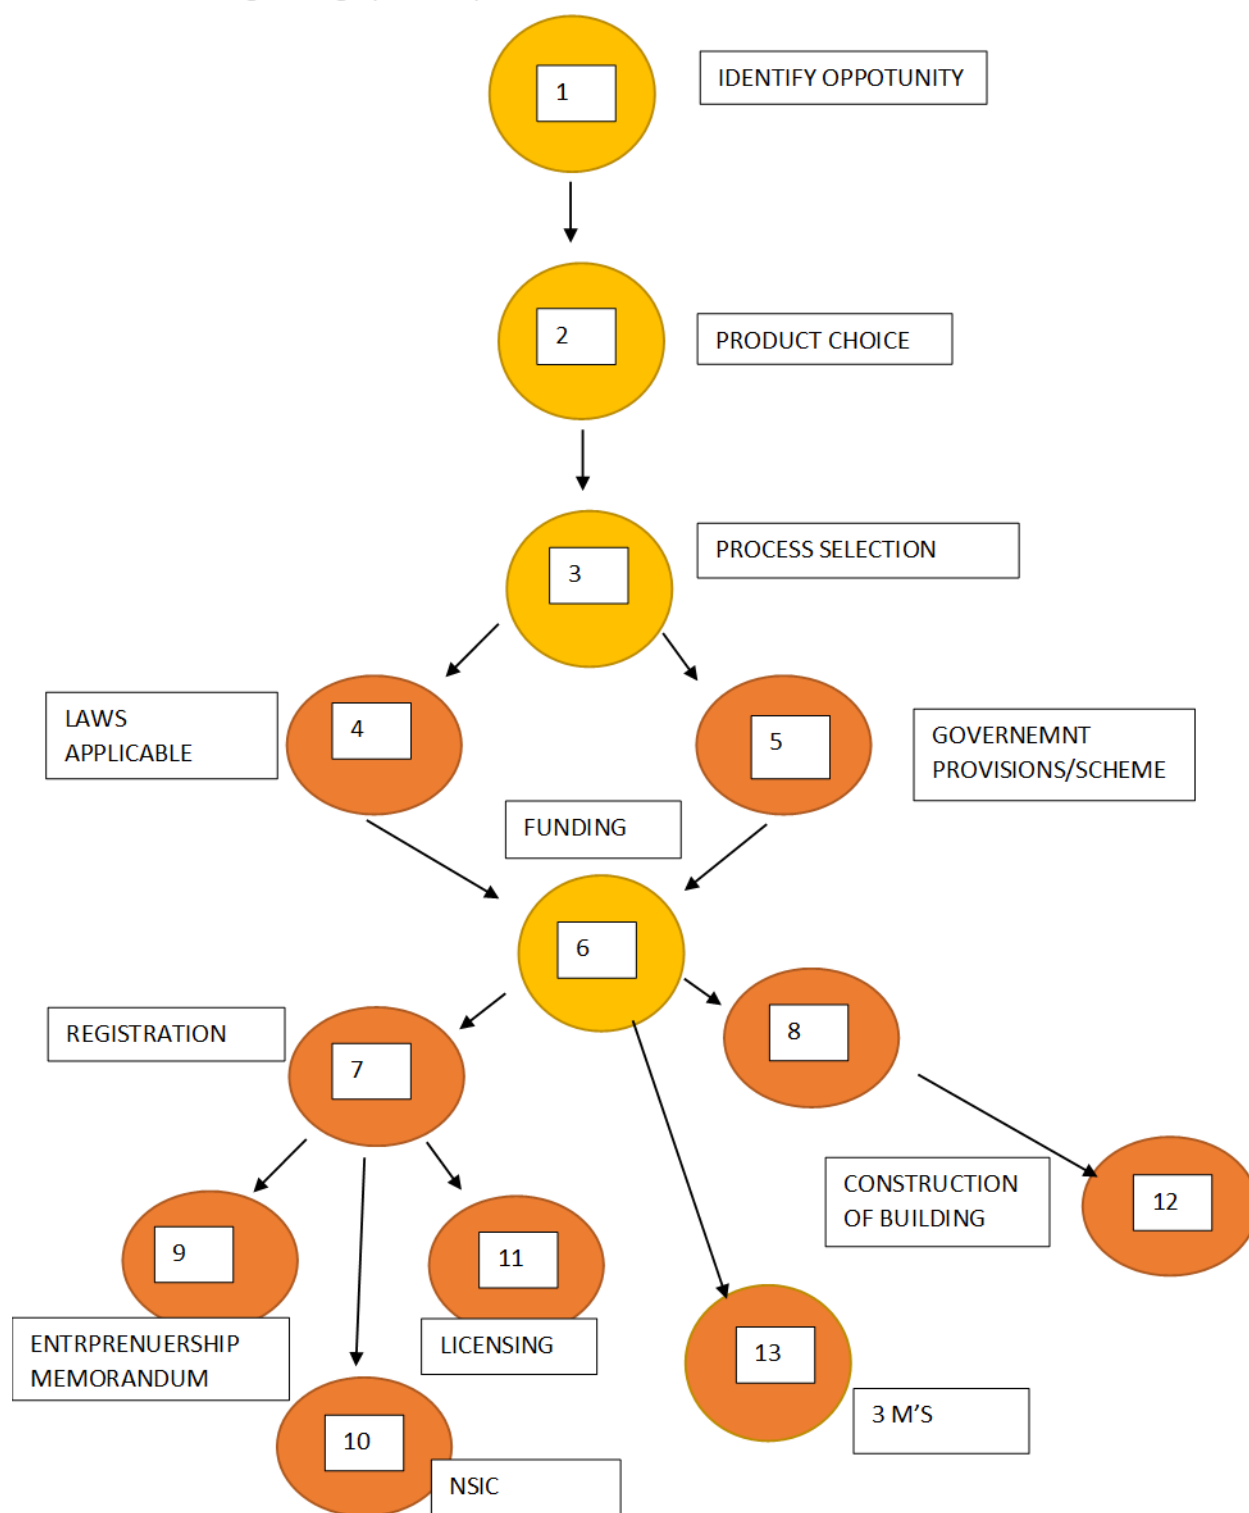 1
IDENTIFY OPPOTUNITY
2
PRODUCT CHOICE
3
PROCESS SELECTION
LAWS
APPLICABLE
4
5
GOVERNEMNT
PROVISIONS/SCHEME
FUNDING
6
REGISTRATION
7
8
9
ENTRPRENUERSHIP
MEMORANDUM
11
LICENSING
CONSTRUCTION
OF BUILDING
12
13
3 M'S
10
NSIC